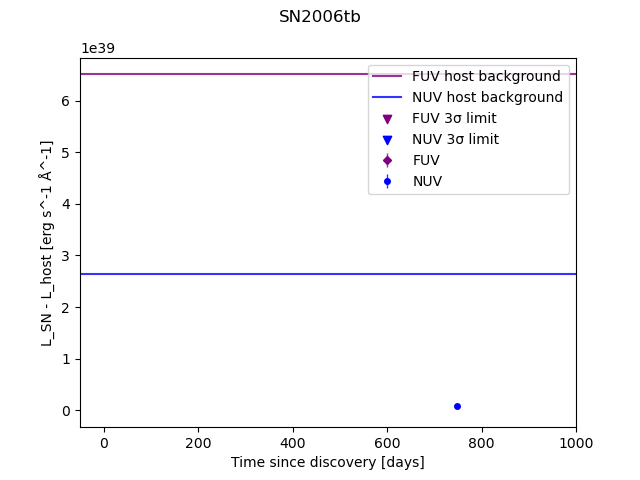 SN2006tb
1e39
FUV host background
NUV host background
FUV 3σ limit
NUV 3σ limit
FUV
NUV
L_SN - L_host [erg s^-1 Å^-1]
6
5
4
3
2
1
0
0 200 400 600 800 1000
Time since discovery [days]